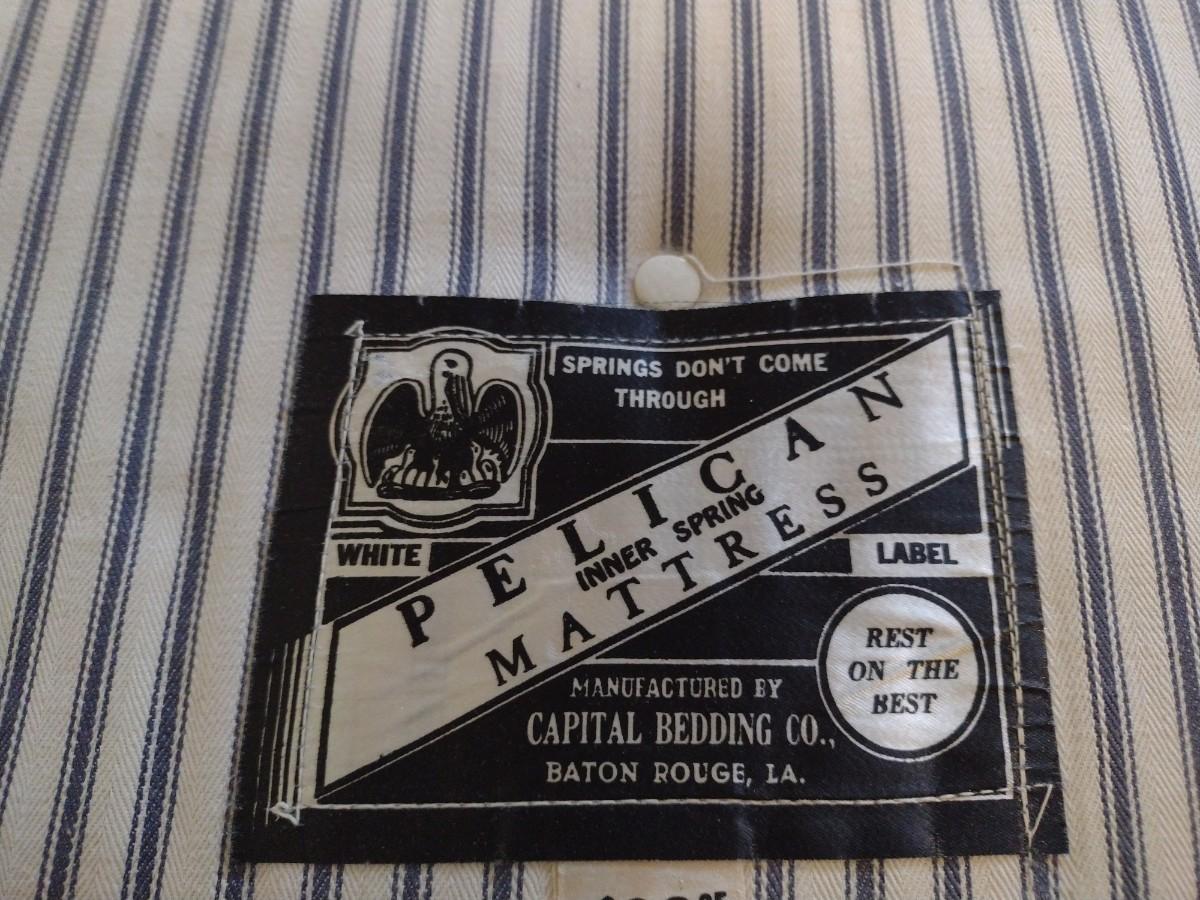 SPRINGS DON'T COME
THROUGH
PELICAN
INNER SPRING
MATTRESS
WHITE
LABEL
REST
ON THE
BEST
MANUFACTURED BY
CAPITAL BEDDING CO.,
BATON ROUGE, LA.